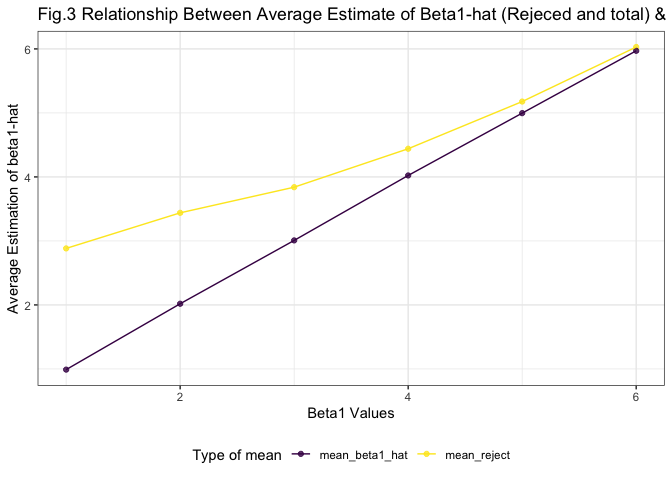 Fig.3 Relationship Between Average Estimate of Beta1-hat (Rejeced and total) &
6
4
2
Average Estimation of beta1-hat
2
4
6
Beta1 Values
Type of mean
mean_beta1_hat
mean_reject